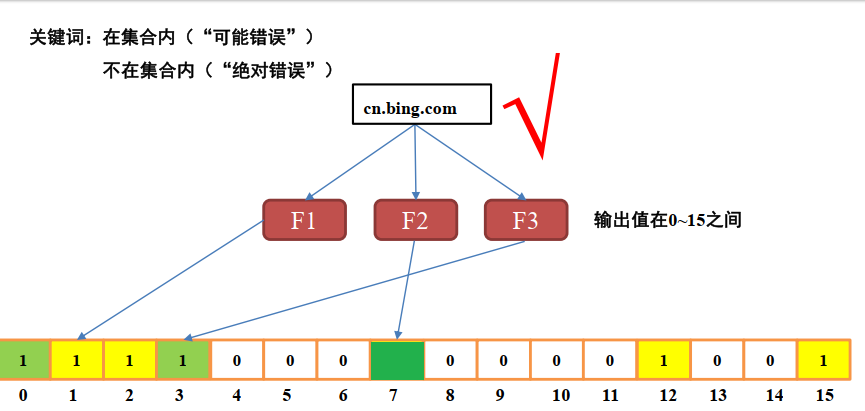 关键词：在集合内（“可能错误”）
不在集合内（“绝对错误”）
cn.bing.com
F1 F2 F3 输出值在0~15之间
1 1 1 1 0 0 0 0 0 0 0 1 0 0 1
0 1 2 3 4 5 6 7 8 9 10 11 12 13 14 15